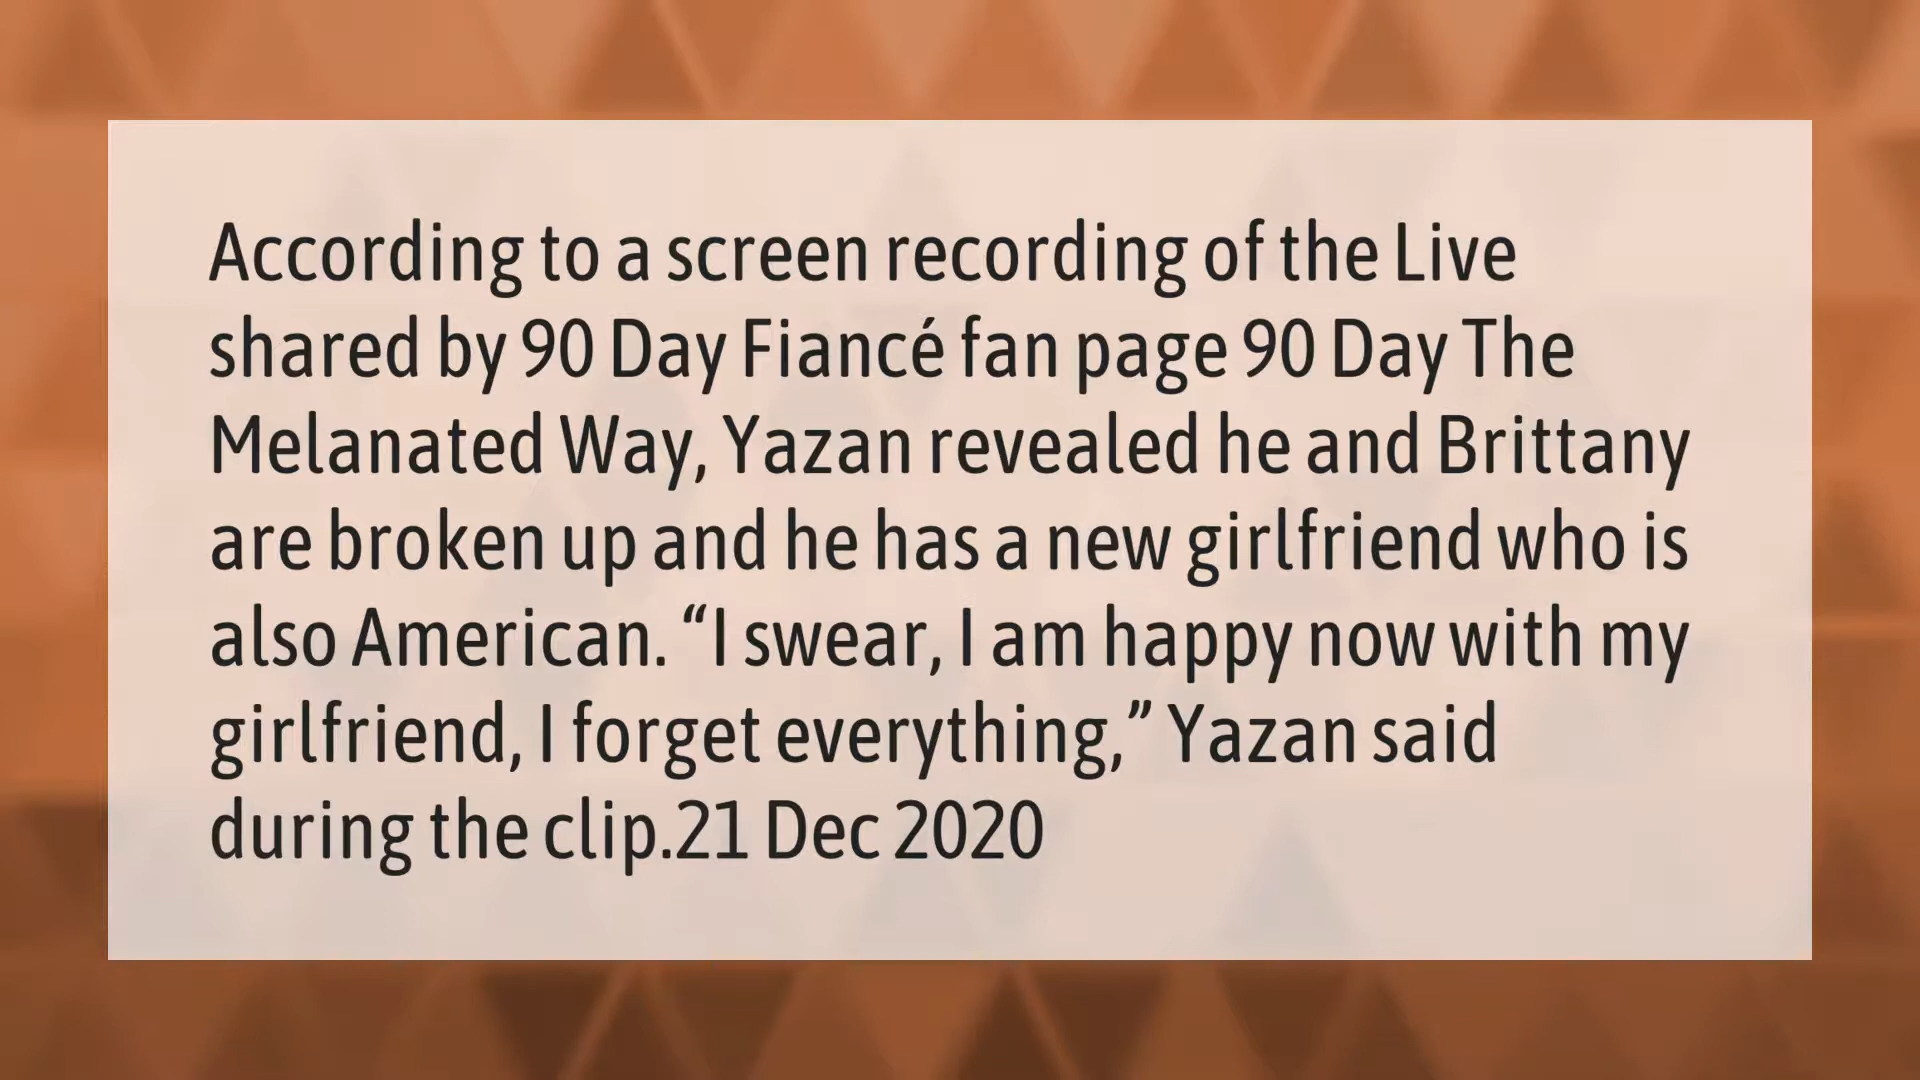 According to a screen recording of the Live
shared by 90 Day Fiancé fan page 90 Day The
Melanated Way, Yazan revealed he and Brittany
are broken up and he has a new girlfriend who is
also American. “I swear, I am happy now with my
girlfriend, I forget everything,” Yazan said
during the clip.21 Dec 2020